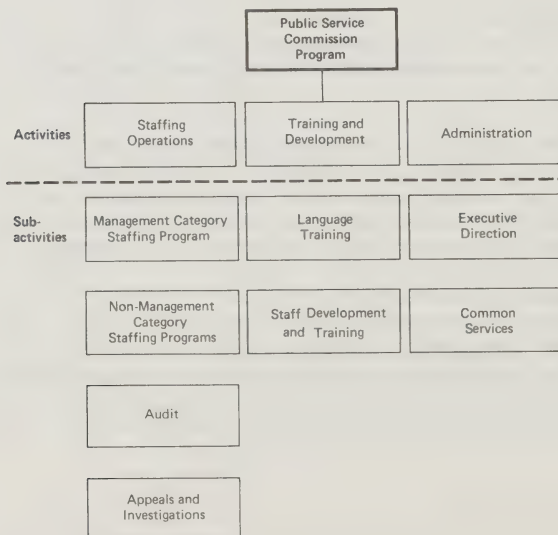 Public Service
Commission
Program
Activities
Staffing
Operations
Training and
Development
Administration
Sub-
activities
Management Category
Staffing Program
Language
Training
Executive
Direction
Non-Management
Category
Staffing Programs
Staff Development
and Training
Common
Services
Audit
Appeals and
Investigations